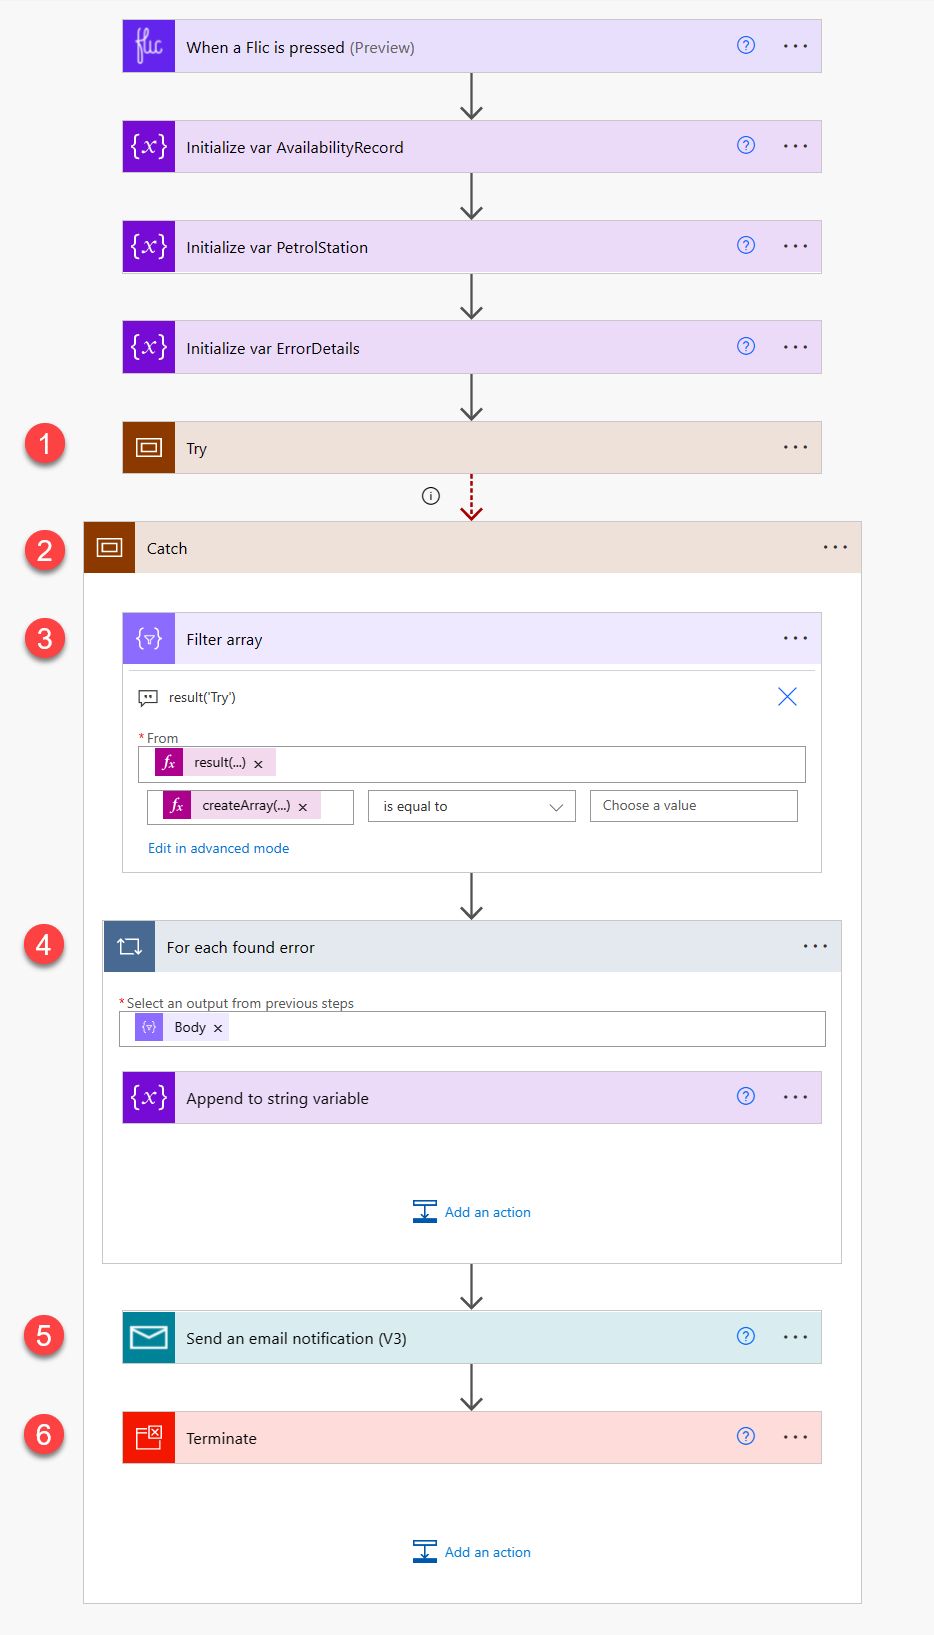 flic When a Flic is pressed (Preview) ? ...
{x} Initialize var AvailabilityRecord ? ...
{x} Initialize var PetrolStation ? ...
{x} Initialize var ErrorDetails ? ...
1 Try ...
i
2 Catch ...
3 Filter array ...
result('Try')
* From
fx result(...) ×
fx createArray(...) × is equal to Choose a value
Edit in advanced mode
4 For each found error ...
* Select an output from previous steps
Body ×
{x} Append to string variable ? ...
Add an action
5 Send an email notification (V3) ? ...
6 Terminate ? ...
Add an action